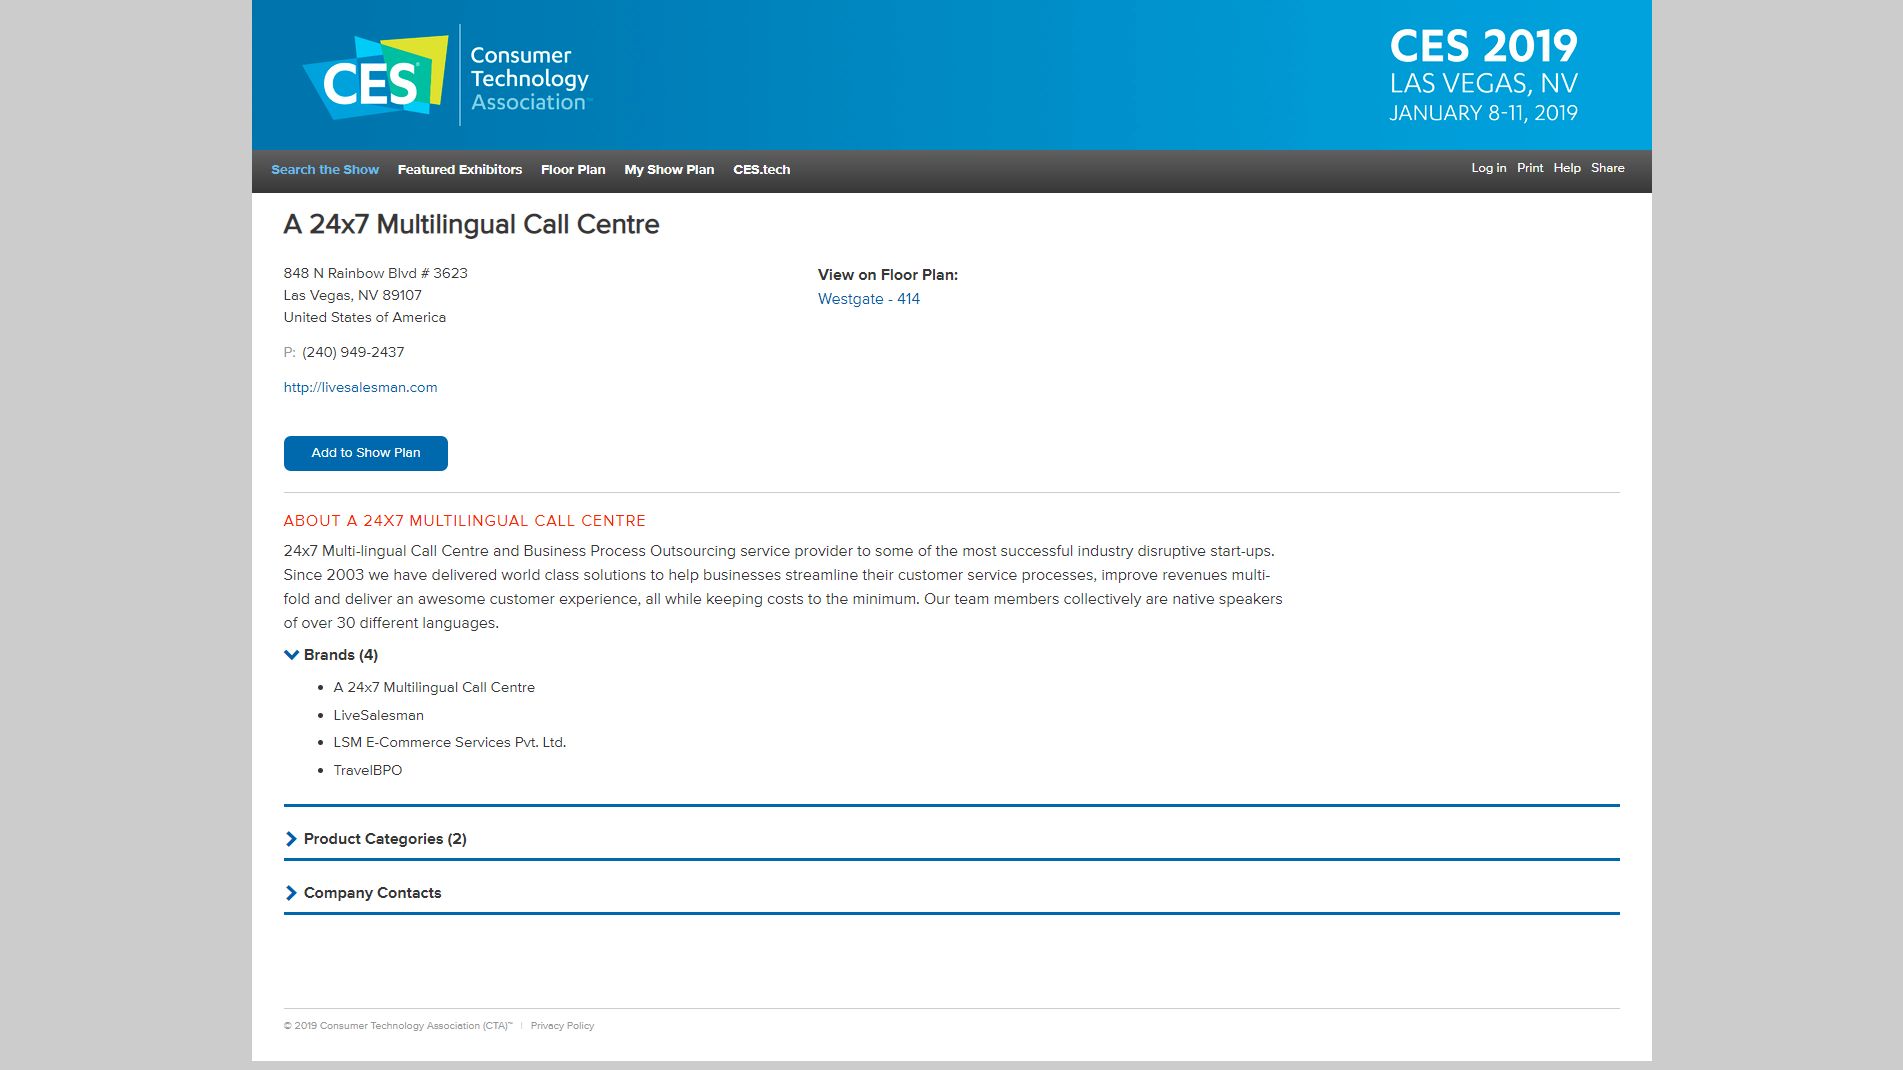 CES
Consumer
Technology
Association™
CES 2019
LAS VEGAS, NV
JANUARY 8-11, 2019
Search the Show Featured Exhibitors Floor Plan My Show Plan CES.tech
Log in Print Help Share
A 24x7 Multilingual Call Centre
848 N Rainbow Blvd # 3623
Las Vegas, NV 89107
United States of America
P: (240) 949-2437
http://livesalesman.com
View on Floor Plan:
Westgate - 414
Add to Show Plan
ABOUT A 24X7 MULTILINGUAL CALL CENTRE
24x7 Multi-lingual Call Centre and Business Process Outsourcing service provider to some of the most successful industry disruptive start-ups.
Since 2003 we have delivered world class solutions to help businesses streamline their customer service processes, improve revenues multi-
fold and deliver an awesome customer experience, all while keeping costs to the minimum. Our team members collectively are native speakers
of over 30 different languages.
Brands (4)
• A 24x7 Multilingual Call Centre
• LiveSalesman
• LSM E-Commerce Services Pvt. Ltd.
• TravelBPO
Product Categories (2)
Company Contacts
© 2019 Consumer Technology Association (CTA)™ | Privacy Policy